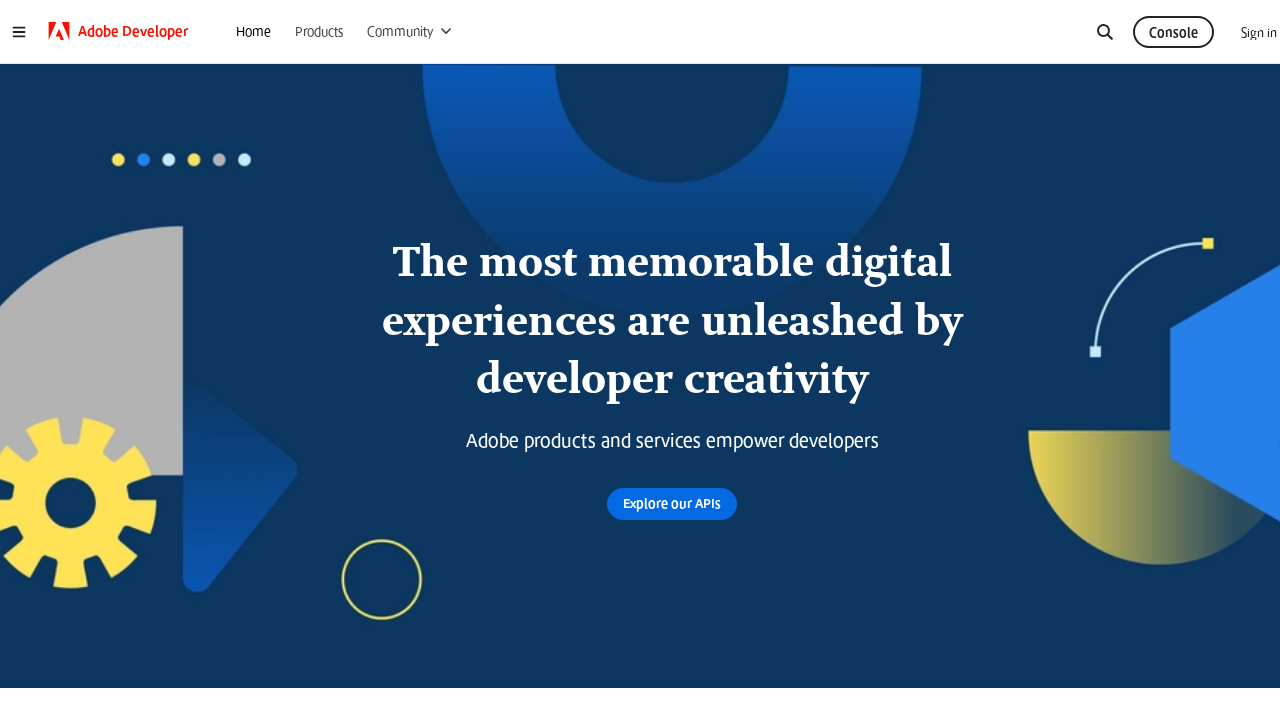 Adobe Developer Home Products Community Console Sign in
The most memorable digital
experiences are unleashed by
developer creativity
Adobe products and services empower developers
Explore our APIs